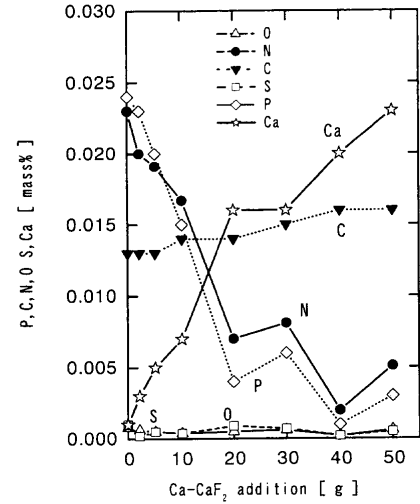 0.030
0.025
0.020
0.015
0.010
0.005
0.000
P,C,N,O S,Ca [ mass% ]
O
N
C
S
P
Ca
Ca
C
N
P
S
O
0 10 20 30 40 50
Ca-CaF₂ addition [ g ]